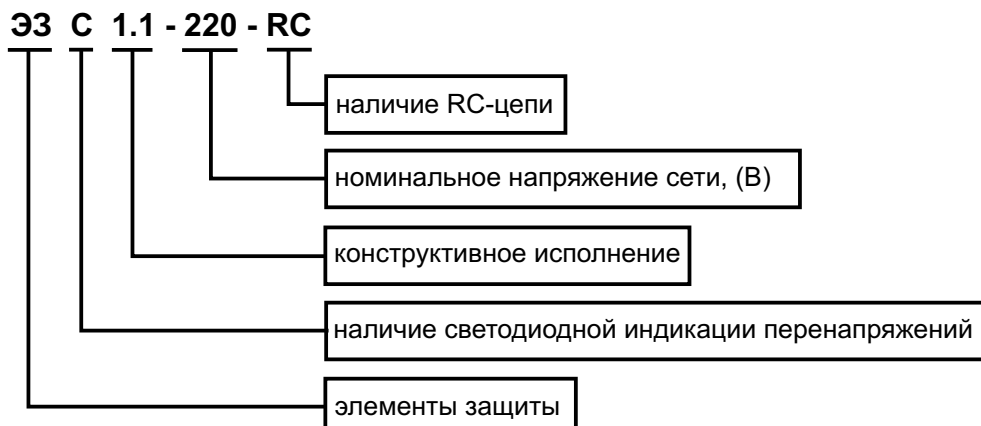 ЭЗ С 1.1 - 220 - RC
наличие RC-цепи
номинальное напряжение сети, (В)
конструктивное исполнение
наличие светодиодной индикации перенапряжений
элементы защиты